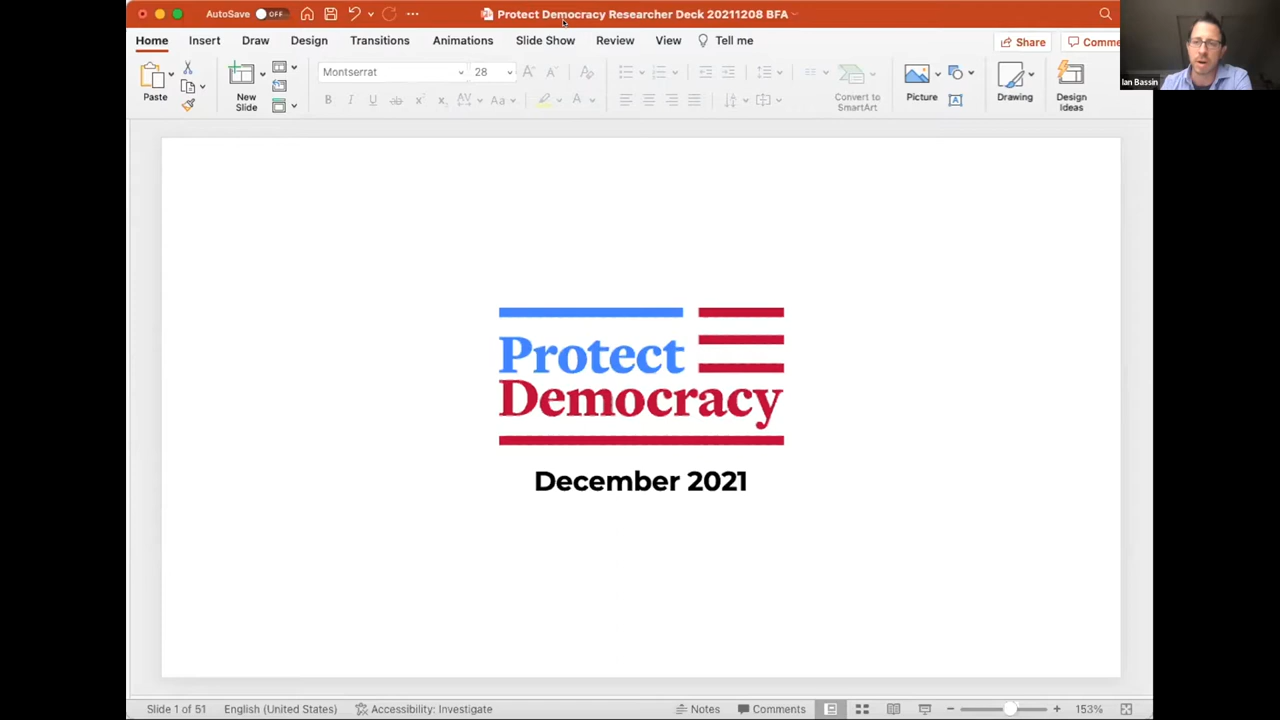 AutoSave OFF
Protect Democracy Researcher Deck 20211208 BFA
Home Insert Draw Design Transitions Animations Slide Show Review View Tell me
Share Comme
Ian Bassin
Montserrat 28
Paste
New
Slide
Convert to
SmartArt
Picture
Drawing
Design
Ideas
Protect
Democracy
December 2021
Slide 1 of 51 English (United States) Accessibility: Investigate Notes Comments 153%